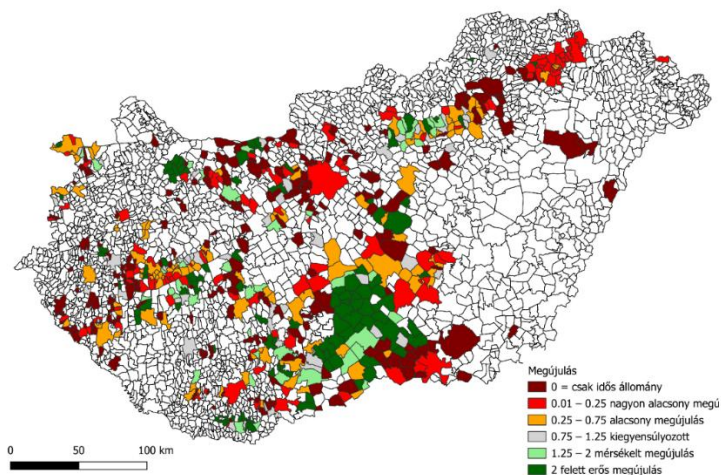 Megújulás
0 = csak idős állomány
0.01 – 0.25 nagyon alacsony megú
0.25 – 0.75 alacsony megújulás
0.75 – 1.25 kiegyensúlyozott
1.25 – 2 mérsékelt megújulás
2 felett erős megújulás
0 50 100 km